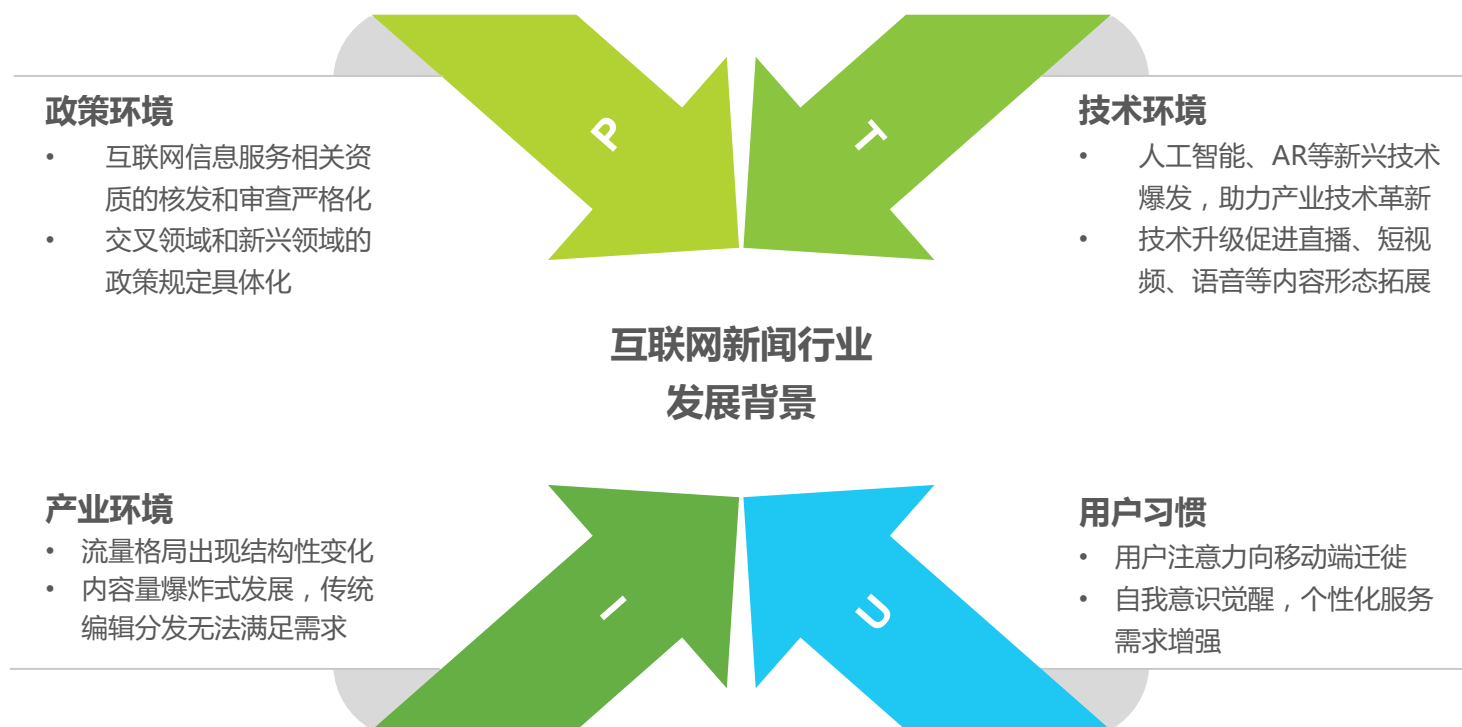 政策环境
• 互联网信息服务相关资
质的核发和审查严格化
• 交叉领域和新兴领域的
政策规定具体化
P
T
技术环境
• 人工智能、AR等新兴技术
爆发，助力产业技术革新
• 技术升级促进直播、短视
频、语音等内容形态拓展
互联网新闻行业
发展背景
产业环境
• 流量格局出现结构性变化
• 内容量爆炸式发展，传统
编辑分发无法满足需求
I
U
用户习惯
• 用户注意力向移动端迁徙
• 自我意识觉醒，个性化服务
需求增强